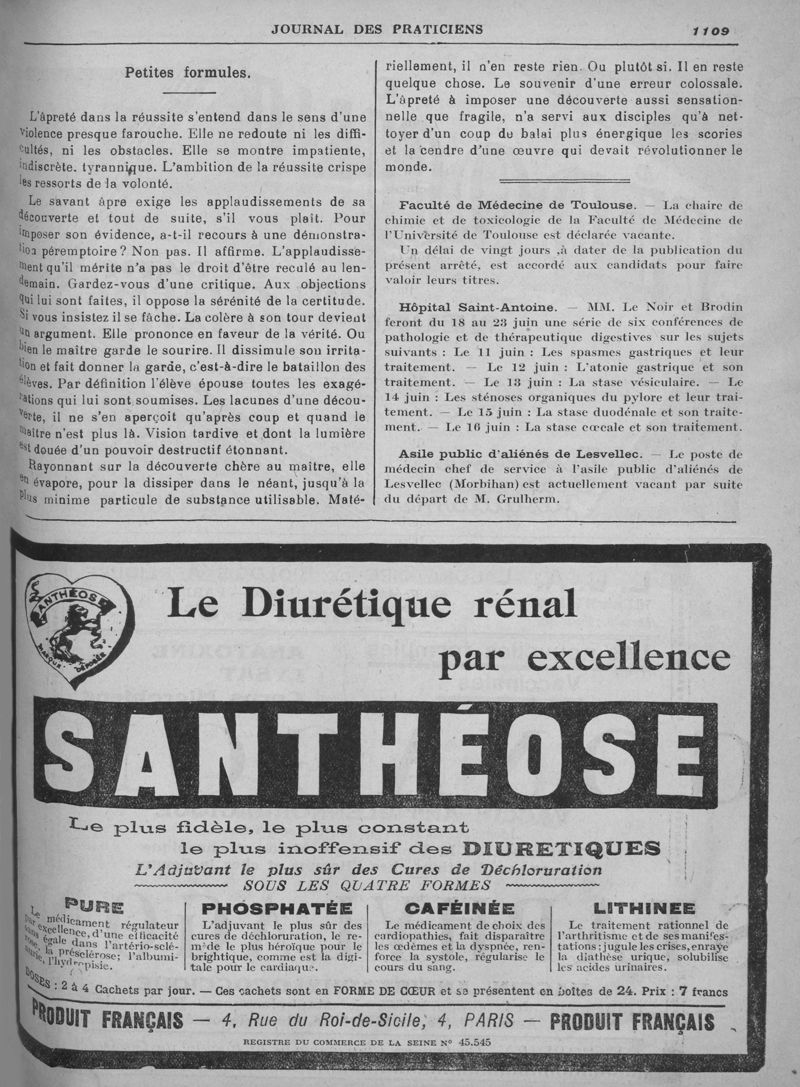 JOURNAL DES PRATICIENS 1109
Petites formules.
L'âpreté dans la réussite s'entend dans le sens d'une
violence presque farouche. Elle ne redoute ni les diffi-
cultés, ni les obstacles. Elle se montre impatiente,
indiscrète. tyrannique. L'ambition de la réussite crispe
les ressorts de la volonté.
Le savant âpre exige les applaudissements de sa
découverte et tout de suite, s'il vous plait. Pour
imposer son évidence, a-t-il recours à une démonstra-
tion péremptoire ? Non pas. Il affirme. L'applaudisse-
ment qu'il mérite n'a pas le droit d'être reculé au len-
demain. Gardez-vous d'une critique. Aux objections
qui lui sont faites, il oppose la sérénité de la certitude.
Si vous insistez il se fâche. La colère à son tour devient
un argument. Elle prononce en faveur de la vérité. Ou
bien le maître garde le sourire. Il dissimule son irrita-
tion et fait donner la garde, c'est-à-dire le bataillon des
élèves. Par définition l'élève épouse toutes les exagé-
rations qui lui sont soumises. Les lacunes d'une décou-
verte, il ne s'en aperçoit qu'après coup et quand le
maître n'est plus là. Vision tardive et dont la lumière
est douée d'un pouvoir destructif étonnant.
Rayonnant sur la découverte chère au maître, elle
en évapore, pour la dissiper dans le néant, jusqu'à la
plus minime particule de substance utilisable. Maté-
riellement, il n'en reste rien. Ou plutôt si. Il en reste
quelque chose. Le souvenir d'une erreur colossale.
L'âpreté à imposer une découverte aussi sensation-
nelle que fragile, n'a servi aux disciples qu'à net-
toyer d'un coup de balai plus énergique les scories
et la cendre d'une œuvre qui devait révolutionner le
monde.
Faculté de Médecine de Toulouse. — La chaire de
chimie et de toxicologie de la Faculté de Médecine de
l'Université de Toulouse est déclarée vacante.
Un délai de vingt jours .à dater de la publication du
présent arrêté, est accordé aux candidats pour faire
valoir leurs titres.
Hôpital Saint-Antoine. — MM. Le Noir et Brodin
feront du 18 au 23 juin une série de six conférences de
pathologie et de thérapeutique digestives sur les sujets
suivants : Le 11 juin : Les spasmes gastriques et leur
traitement. — Le 12 juin : L'atonie gastrique et son
traitement. — Le 13 juin : La stase vésiculaire. — Le
14 juin : Les sténoses organiques du pylore et leur trai-
tement. — Le 15 juin : La stase duodénale et son traite-
ment. — Le 16 juin : La stase cœcale et son traitement.
Asile public d'aliénés de Lesvellec. — Le poste de
médecin chef de service à l'asile public d'aliénés de
Lesvellec (Morbihan) est actuellement vacant par suite
du départ de M. Grulherm.
SANTHÉOSE
MARQUE DÉPOSÉE
Le Diurétique rénal
par excellence
SANTHÉOSE
Le plus fidèle, le plus constant
le plus inoffensif des DIURETIQUES
L'Adjuvant le plus sûr des Cures de Déchloruration
SOUS LES QUATRE FORMES
PURE
Le médicament régulateur
par excellence, d'une efficacité
sans égale dans l'artério-sclé-
rose, la présclérose; l'albumi-
nurie, l'hydropisie.
PHOSPHATÉE
L'adjuvant le plus sûr des
cures de déchloruration, le re-
mède le plus héroïque pour le
brightique, comme est la digi-
tale pour le cardiaque.
CAFÉINÉE
Le médicament de choix des
cardiopathies, fait disparaître
les œdèmes et la dyspnée, ren-
force la systole, régularise le
cours du sang.
LITHINEE
Le traitement rationnel de
l'arthritisme et de ses manifes-
tations : jugule les crises, enraye
la diathèse urique, solubilise
les acides urinaires.
DOSES : 2 à 4 Cachets par jour. — Ces cachets sont en FORME DE CŒUR et se présentent en boîtes de 24. Prix : 7 francs
PRODUIT FRANÇAIS — 4, Rue du Roi-de-Sicile, 4, PARIS — PRODUIT FRANÇAIS
REGISTRE DU COMMERCE DE LA SEINE N° 45.545